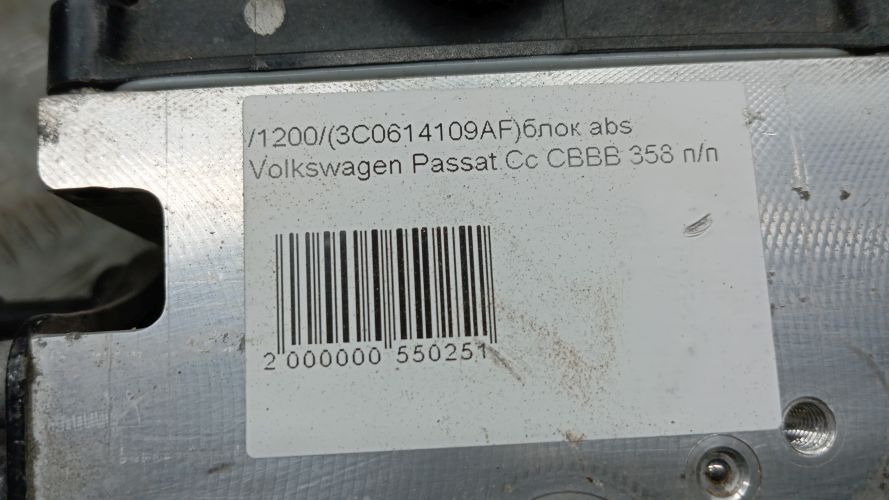 /1200/(3C0614109AF)блок abs
Volkswagen Passat Cc CBBB 358 п/п
2 000000 550251